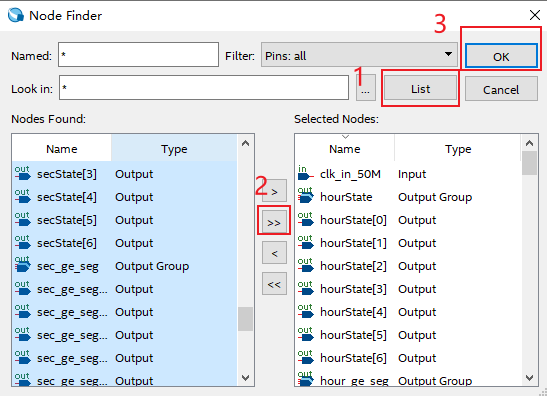 Node Finder
3
Named: * Filter: Pins: all OK
1
Look in: * ... List Cancel
Nodes Found: Selected Nodes:
Name Type Name Type
out secState[3] Output in clk_in_50M Input
out secState[4] Output 2 > out hourState Output Group
out secState[5] Output >> out hourState[0] Output
out secState[6] Output < out hourState[1] Output
out sec_ge_seg Output Group << out hourState[2] Output
out sec_ge_seg... Output out hourState[3] Output
out sec_ge_seg... Output out hourState[4] Output
out sec_ge_seg... Output out hourState[5] Output
out sec_ge_seg... Output out hourState[6] Output
out sec_ge_seg... Output out hour_ge_seg Output Group